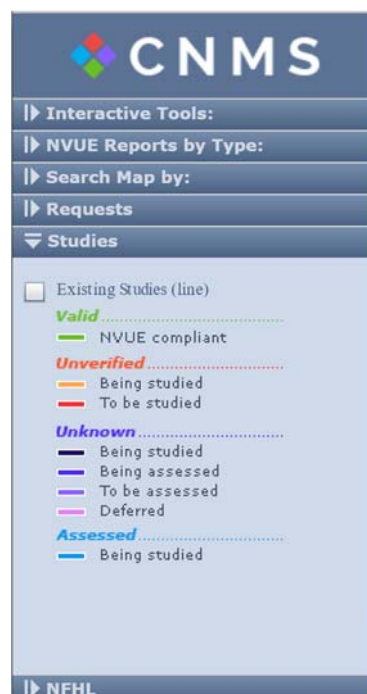 CNMS
Interactive Tools:
NVUE Reports by Type:
Search Map by:
Requests
Studies
Existing Studies (line)
Valid
NVUE compliant
Unverified
Being studied
To be studied
Unknown
Being studied
Being assessed
To be assessed
Deferred
Assessed
Being studied
NFHL